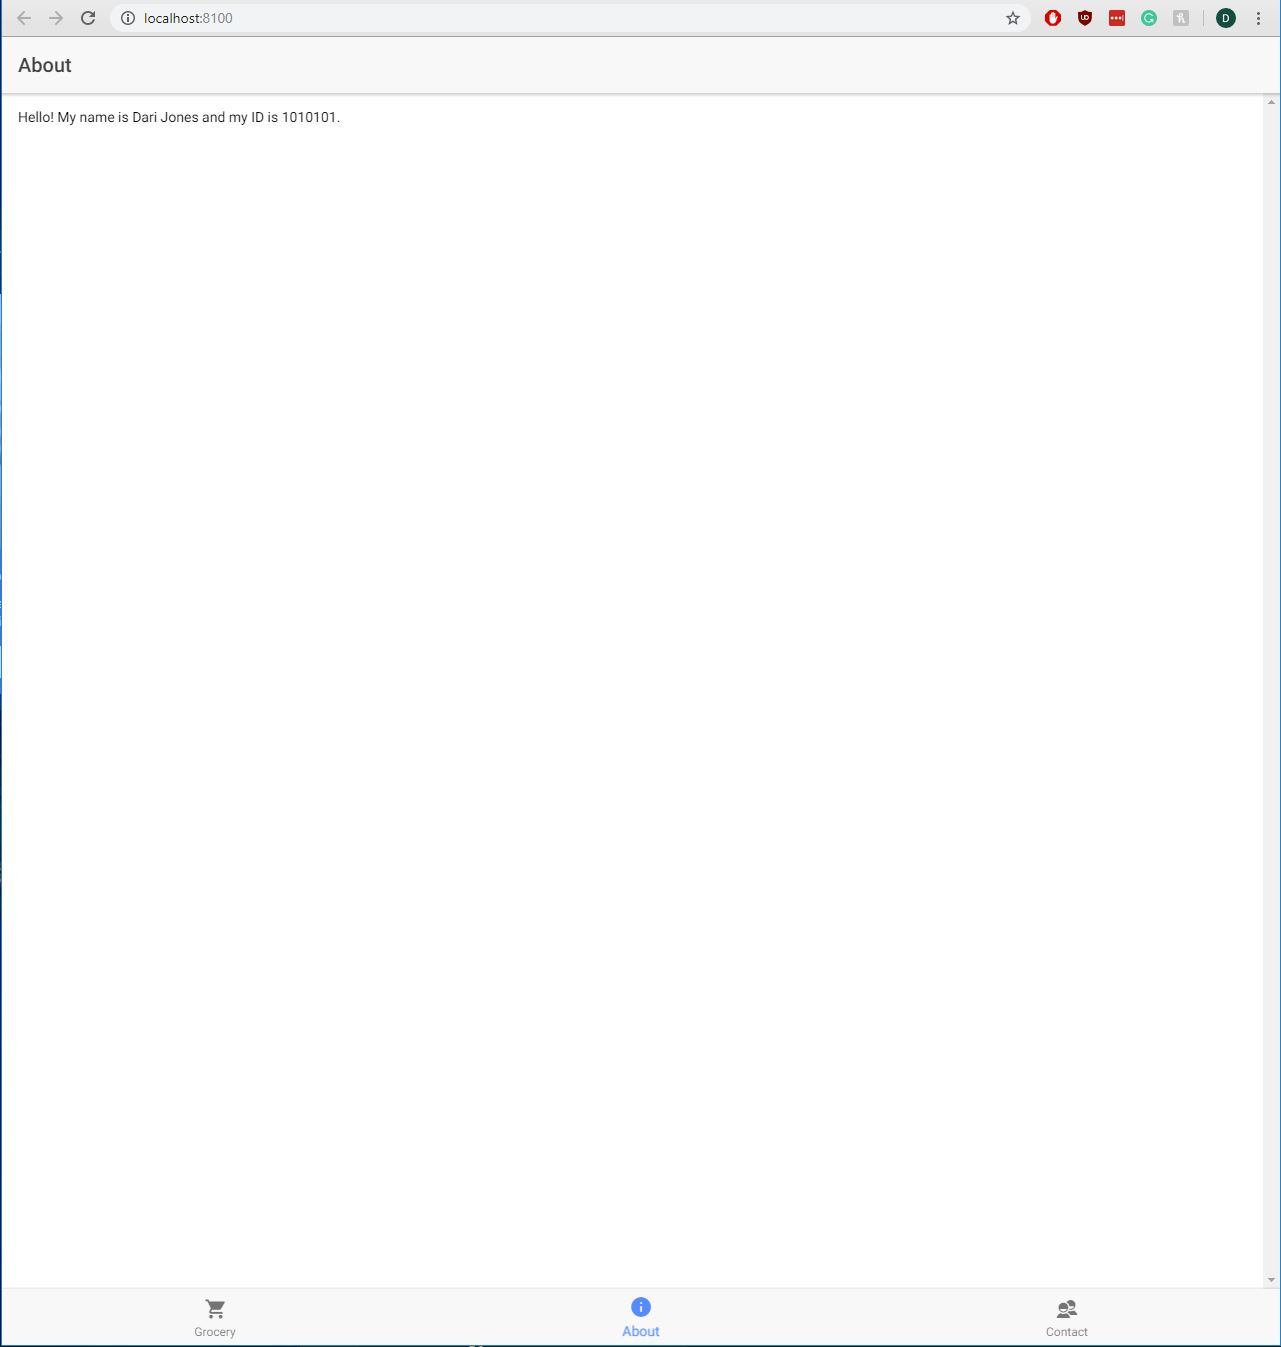 localhost:8100
D
About
Hello! My name is Dari Jones and my ID is 1010101.
Grocery
About
Contact